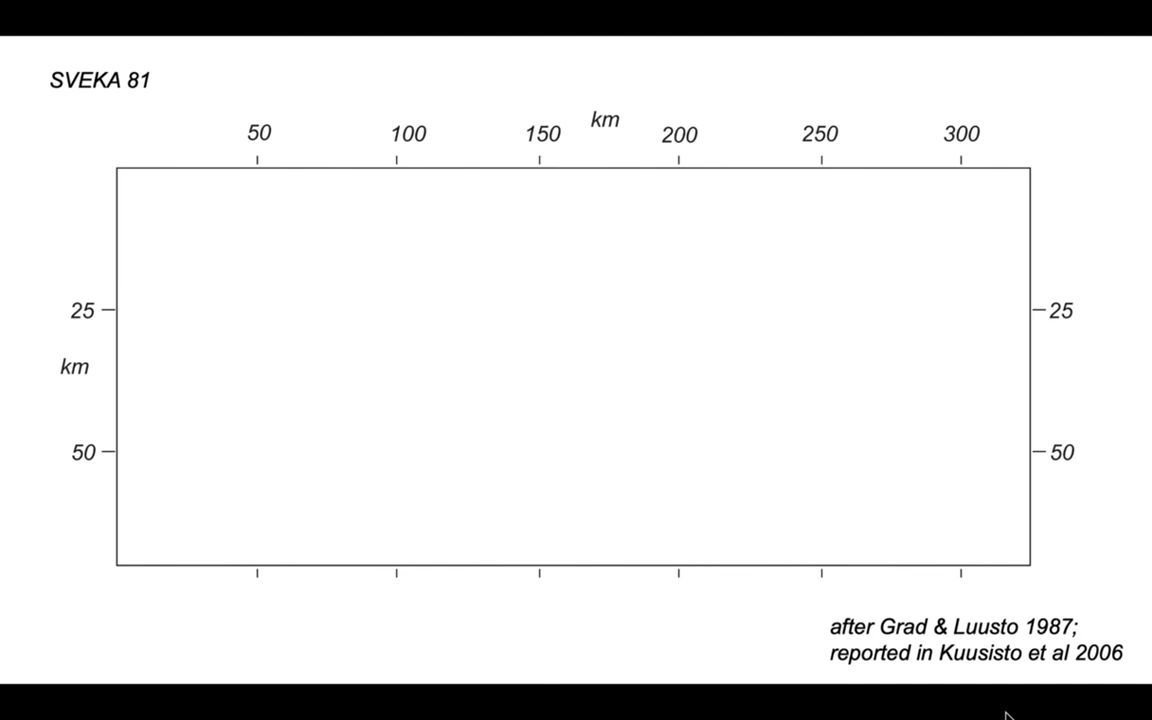 SVEKA 81
km
50 100 150 200 250 300
25 25
km
50 50
after Grad & Luusto 1987;
reported in Kuusisto et al 2006